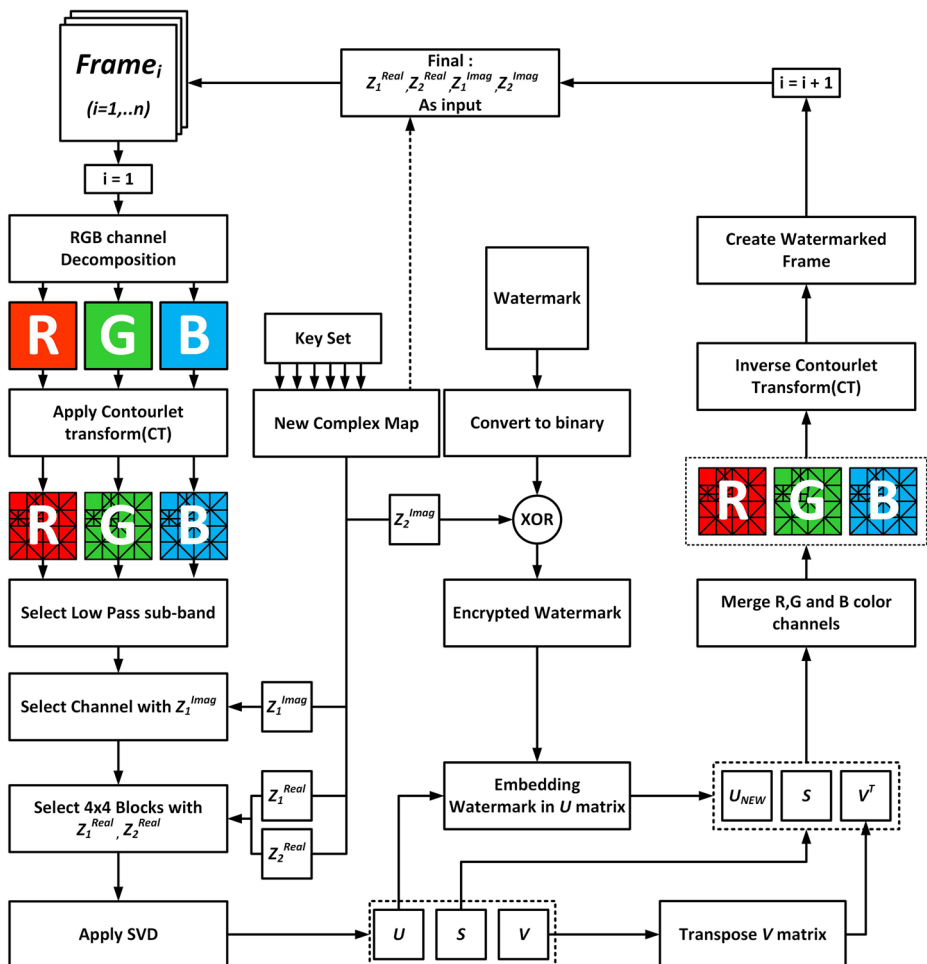 Frameᵢ
(i=1,..n)
i = 1
RGB channel
Decomposition
R G B
Apply Contourlet
transform(CT)
R G B
Select Low Pass sub-band
Select Channel with Z₁ᴵᵐᵃᵍ
Z₁ᴵᵐᵃᵍ
Select 4x4 Blocks with
Z₁ᴿᵉᵃˡ, Z₂ᴿᵉᵃˡ
Z₁ᴿᵉᵃˡ
Z₂ᴿᵉᵃˡ
Apply SVD
Final :
Z₁ᴿᵉᵃˡ,Z₂ᴿᵉᵃˡ,Z₁ᴵᵐᵃᵍ,Z₂ᴵᵐᵃᵍ
As input
Key Set
New Complex Map
Z₂ᴵᵐᵃᵍ
Watermark
Convert to binary
XOR
Encrypted Watermark
Embedding
Watermark in U matrix
U S V
Transpose V matrix
U_NEW S Vᵀ
Merge R,G and B color
channels
R G B
Inverse Contourlet
Transform(CT)
Create Watermarked
Frame
i = i + 1